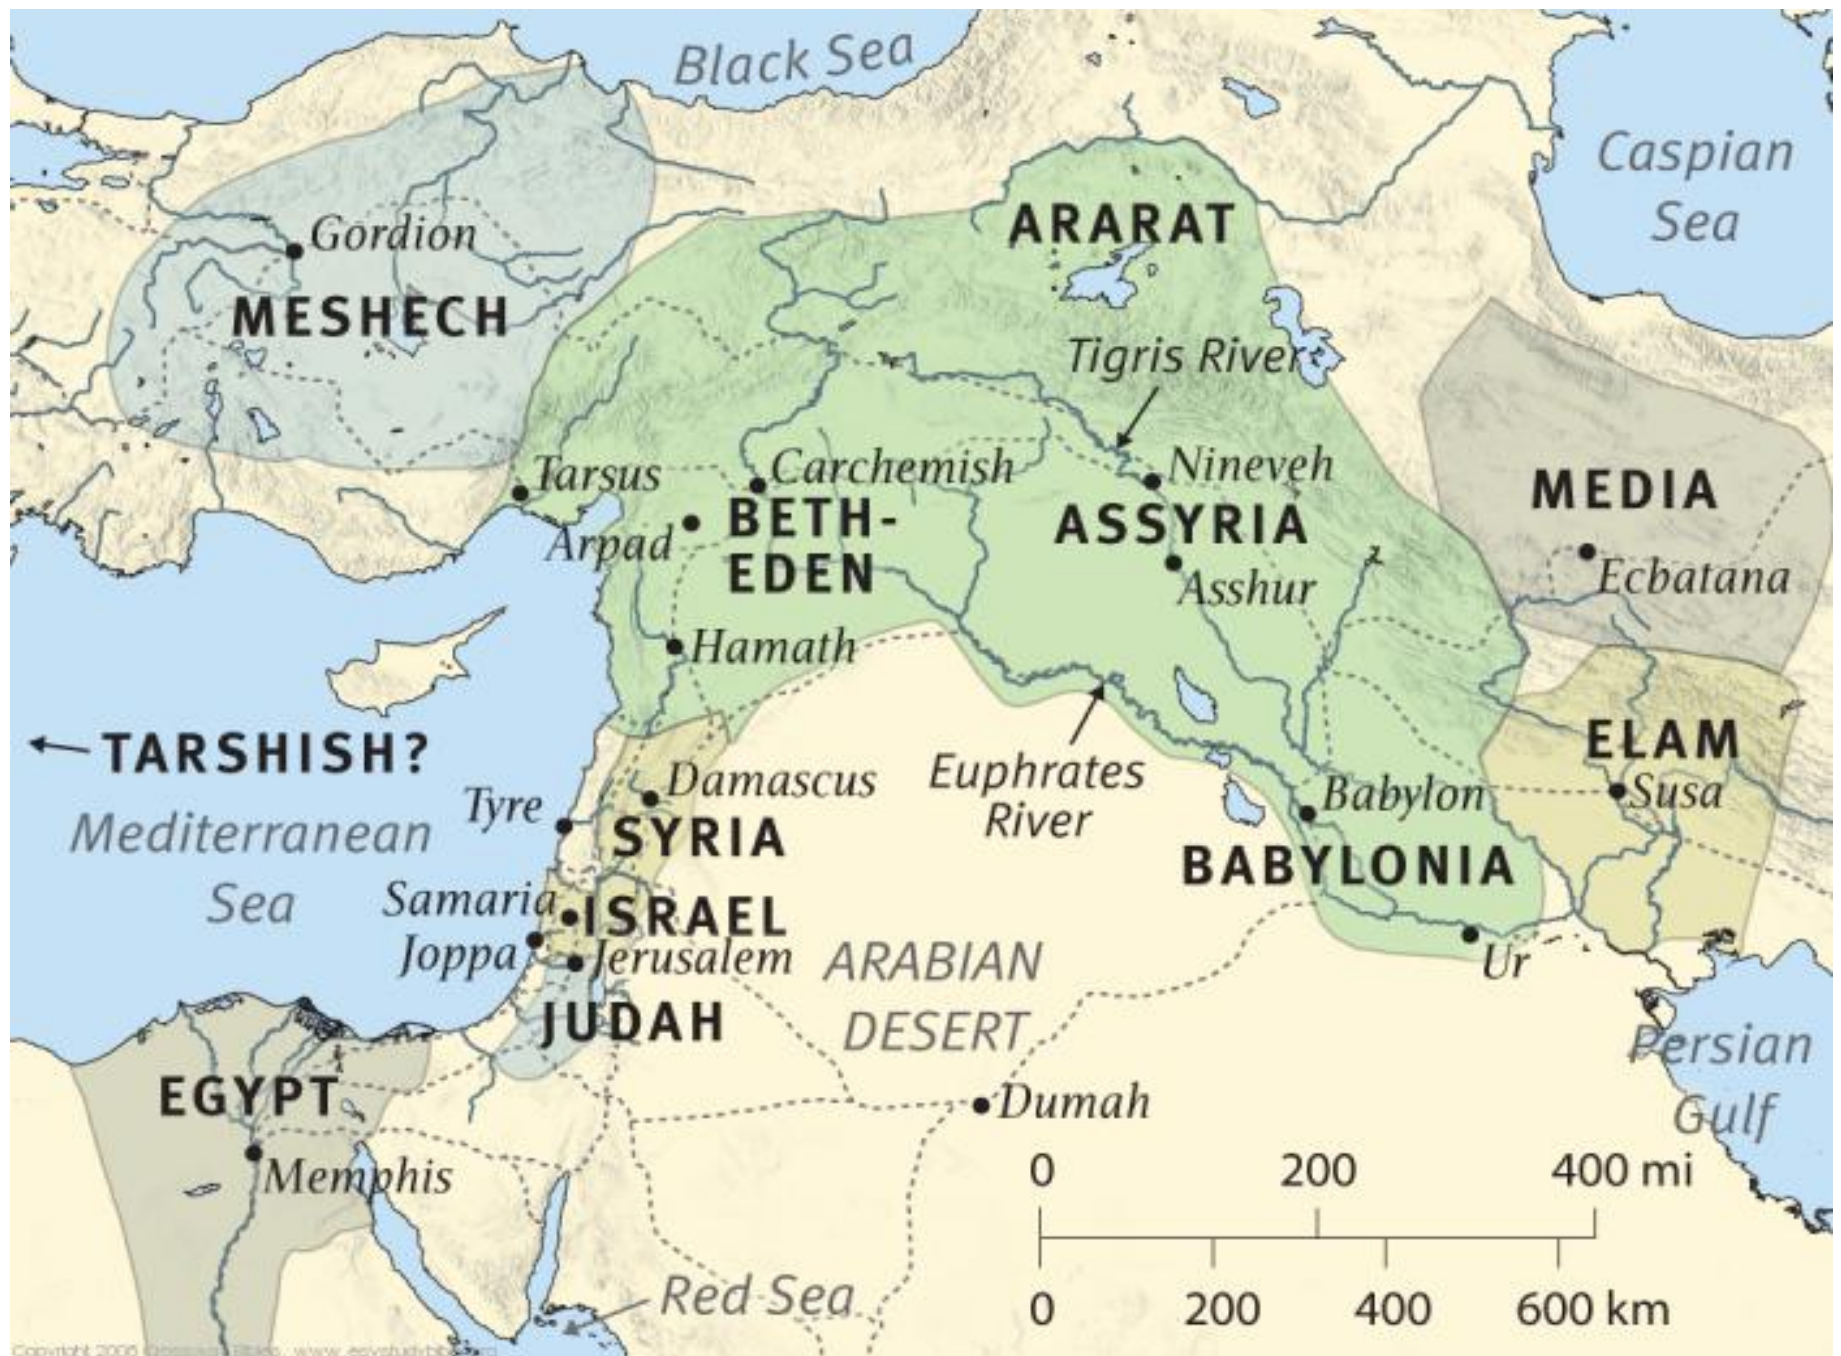 Black Sea
Caspian
Sea
ARARAT
Gordion
MESHECH
Tigris River
Tarsus
Carchemish
Nineveh
MEDIA
BETH-
EDEN
ASSYRIA
Arpad
Asshur
Ecbatana
Hamath
TARSHISH?
ELAM
Euphrates
River
Damascus
Tyre
Babylon
Susa
Mediterranean
Sea
SYRIA
BABYLONIA
Samaria
ISRAEL
Joppa
Jerusalem
ARABIAN
DESERT
Ur
JUDAH
Persian
Gulf
EGYPT
Dumah
Memphis
0 200 400 mi
Red Sea
0 200 400 600 km